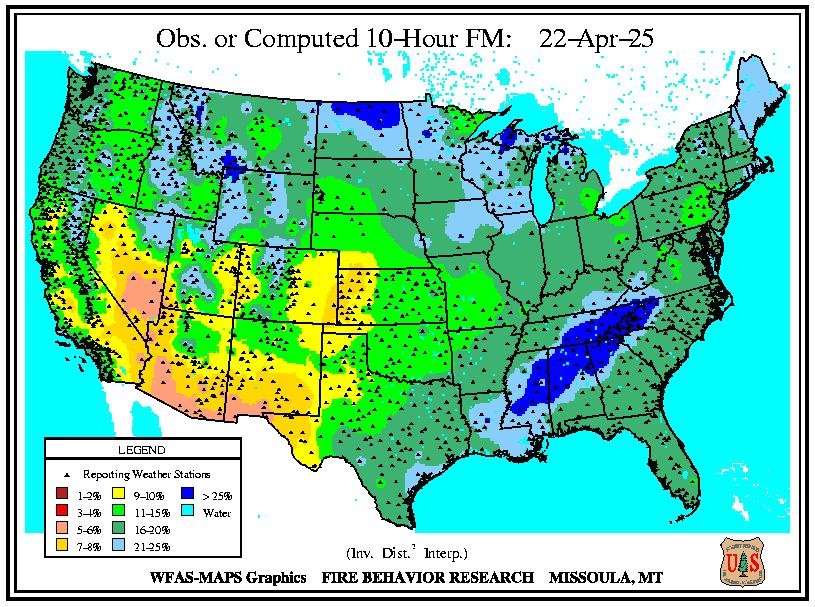 Obs. or Computed 10-Hour FM: 22-Apr-25
LEGEND
Reporting Weather Stations
1-2% 9-10% > 25%
3-4% 11-15% Water
5-6% 16-20%
7-8% 21-25%
(Inv. Dist.² Interp.)
WFAS-MAPS Graphics FIRE BEHAVIOR RESEARCH MISSOULA, MT
U S